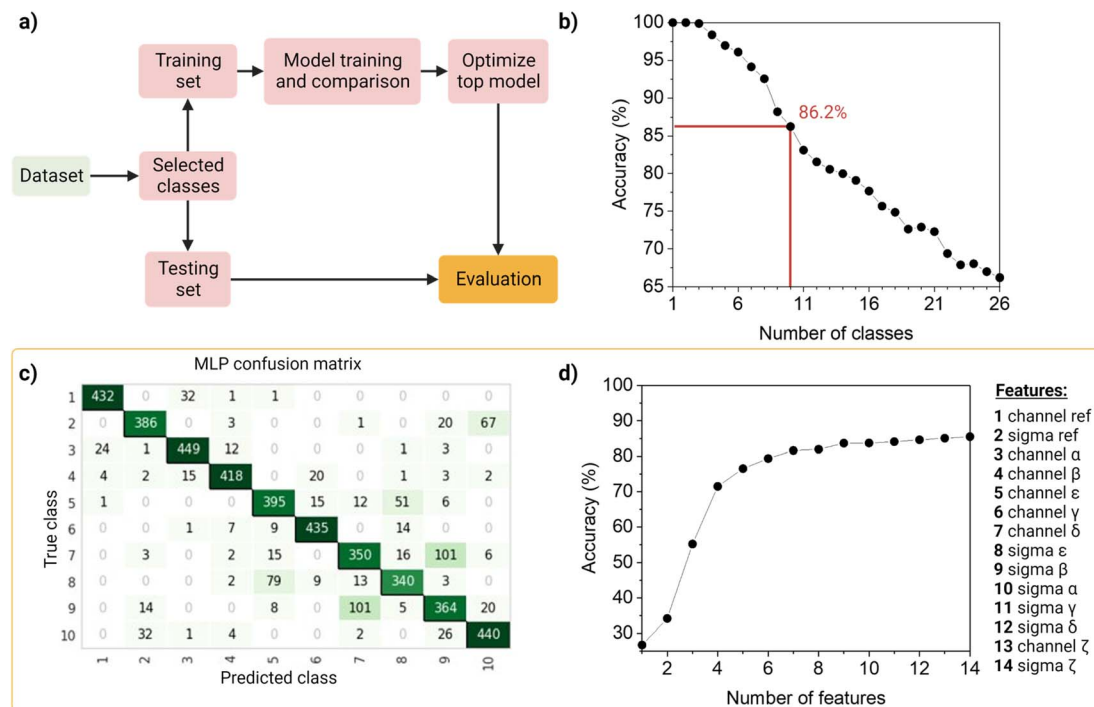 a)
Training
set
Model training
and comparison
Optimize
top model
Dataset
Selected
classes
Testing
set
Evaluation
b)
100
95
90
85
80
75
70
65
86.2%
Accuracy (%)
1 6 11 16 21 26
Number of classes
c)
MLP confusion matrix
True class
1 432 0 32 1 1 0 0 0 0 0
2 0 386 0 3 0 0 1 0 20 67
3 24 1 449 12 0 0 0 1 3 0
4 4 2 15 418 0 20 0 1 3 2
5 1 0 0 0 395 15 12 51 6 0
6 0 0 1 7 9 435 0 14 0 0
7 0 3 0 2 15 0 350 16 101 6
8 0 0 0 2 79 9 13 340 3 0
9 0 14 0 0 8 0 101 5 364 20
10 0 32 1 4 0 0 2 0 26 440
1 2 3 4 5 6 7 8 9 10
Predicted class
d)
100
90
80
70
60
50
40
30
Accuracy (%)
2 4 6 8 10 12 14
Number of features
Features:
1 channel ref
2 sigma ref
3 channel α
4 channel β
5 channel ε
6 channel γ
7 channel δ
8 sigma ε
9 sigma β
10 sigma α
11 sigma γ
12 sigma δ
13 channel ζ
14 sigma ζ